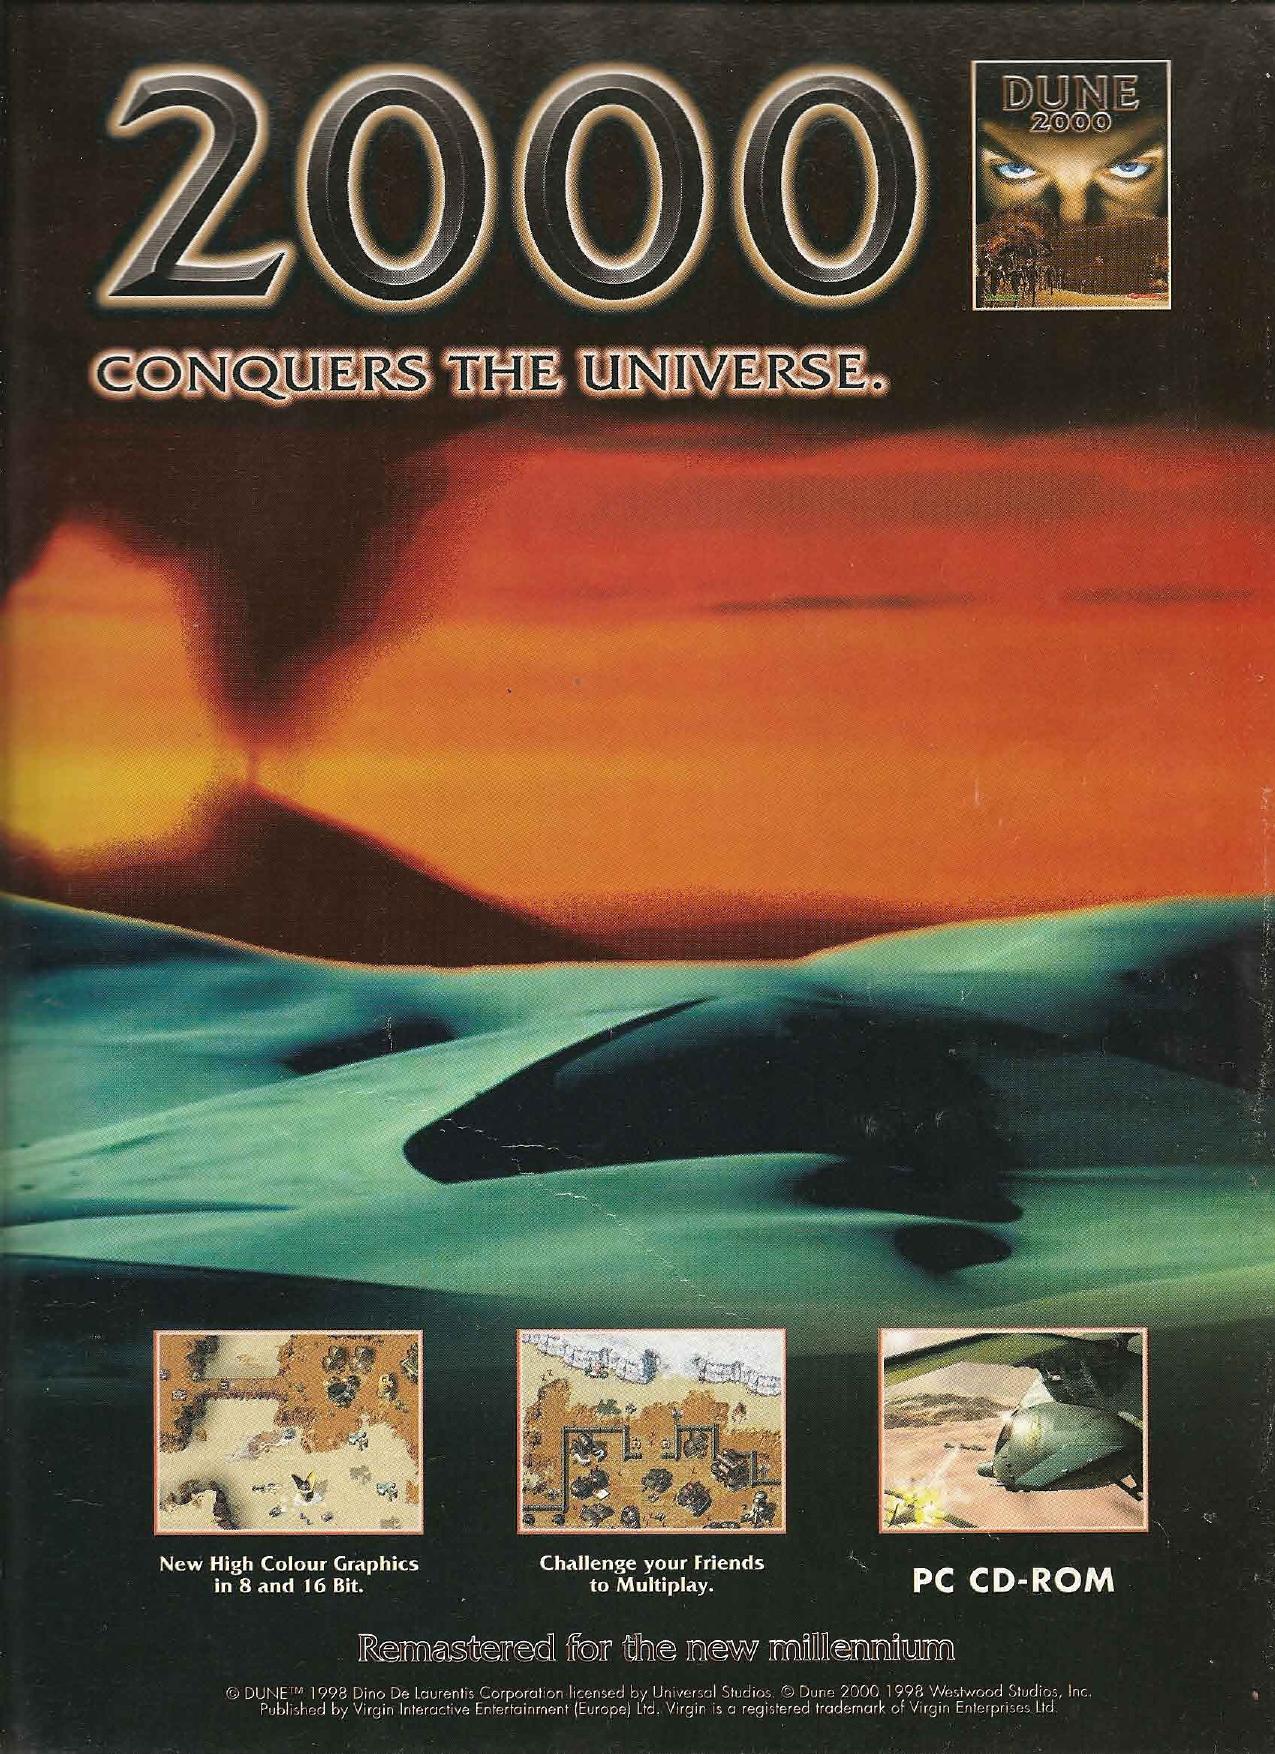 2000
DUNE
2000
CONQUERS THE UNIVERSE.
New High Colour Graphics
in 8 and 16 Bit.
Challenge your Friends
to Multiplay.
PC CD-ROM
Remastered for the new millennium
© DUNE™ 1998 Dino De Laurentis Corporation licensed by Universal Studios. © Dune 2000 1998 Westwood Studios, Inc.
Published by Virgin Interactive Entertainment (Europe) Ltd. Virgin is a registered trademark of Virgin Enterprises Ltd.